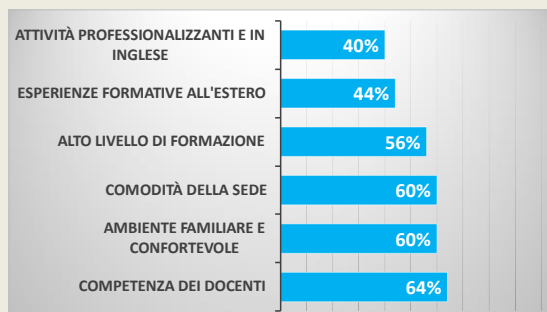 ATTIVITÀ PROFESSIONALIZZANTI E IN
INGLESE
40%
ESPERIENZE FORMATIVE ALL'ESTERO
44%
ALTO LIVELLO DI FORMAZIONE
56%
COMODITÀ DELLA SEDE
60%
AMBIENTE FAMILIARE E
CONFORTEVOLE
60%
COMPETENZA DEI DOCENTI
64%